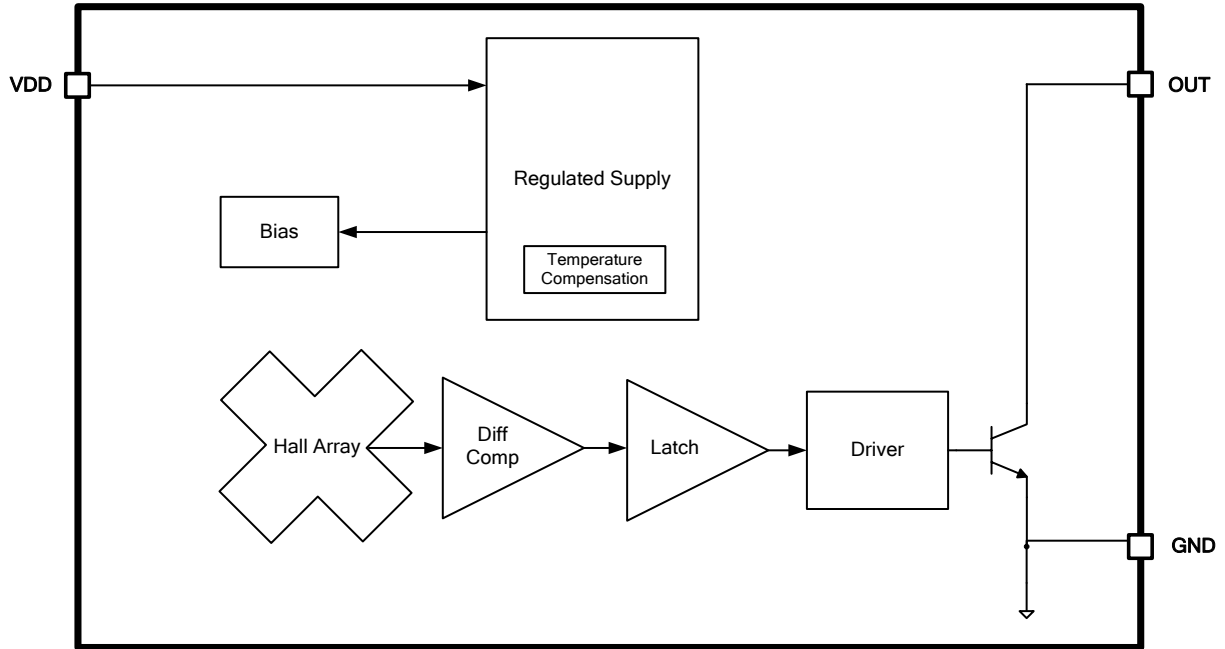 VDD
OUT
Regulated Supply
Bias
Temperature
Compensation
Hall Array
Diff
Comp
Latch
Driver
GND